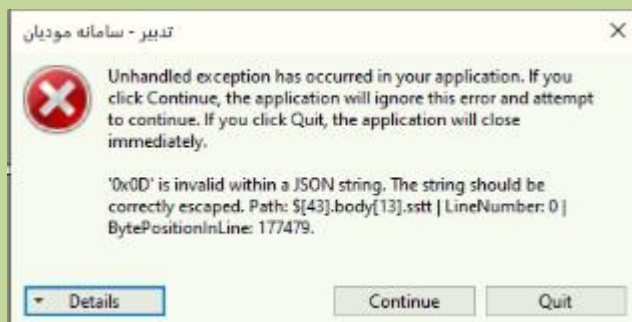 تدبیر - سامانه مودیان
Unhandled exception has occurred in your application. If you
click Continue, the application will ignore this error and attempt
to continue. If you click Quit, the application will close
immediately.
'0x0D' is invalid within a JSON string. The string should be
correctly escaped. Path: $[43].body[13].sstt | LineNumber: 0 |
BytePositionInLine: 177479.
Details
Continue
Quit